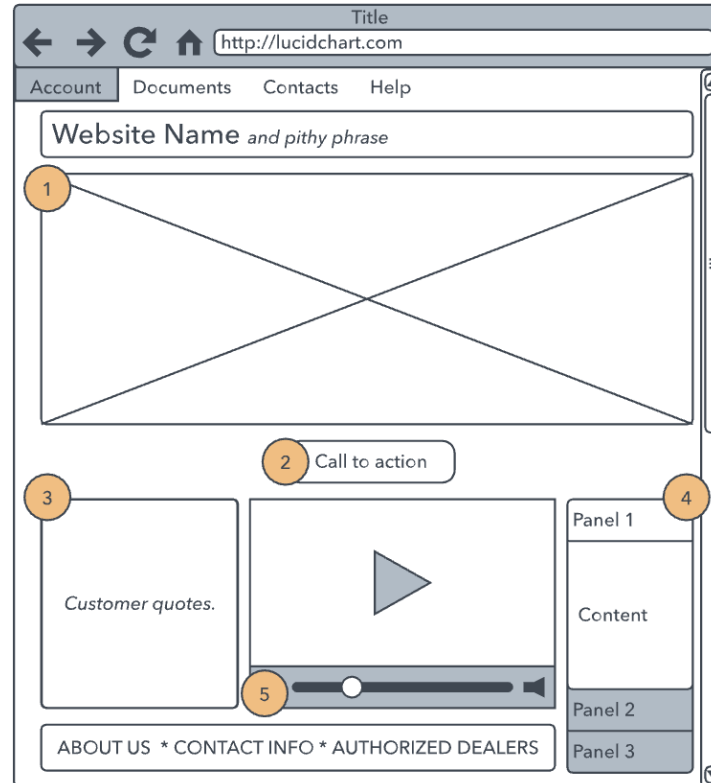 Title
http://lucidchart.com
Account Documents Contacts Help
Website Name and pithy phrase
1
2 Call to action
3
4
Panel 1
Customer quotes.
Content
5
Panel 2
ABOUT US * CONTACT INFO * AUTHORIZED DEALERS
Panel 3